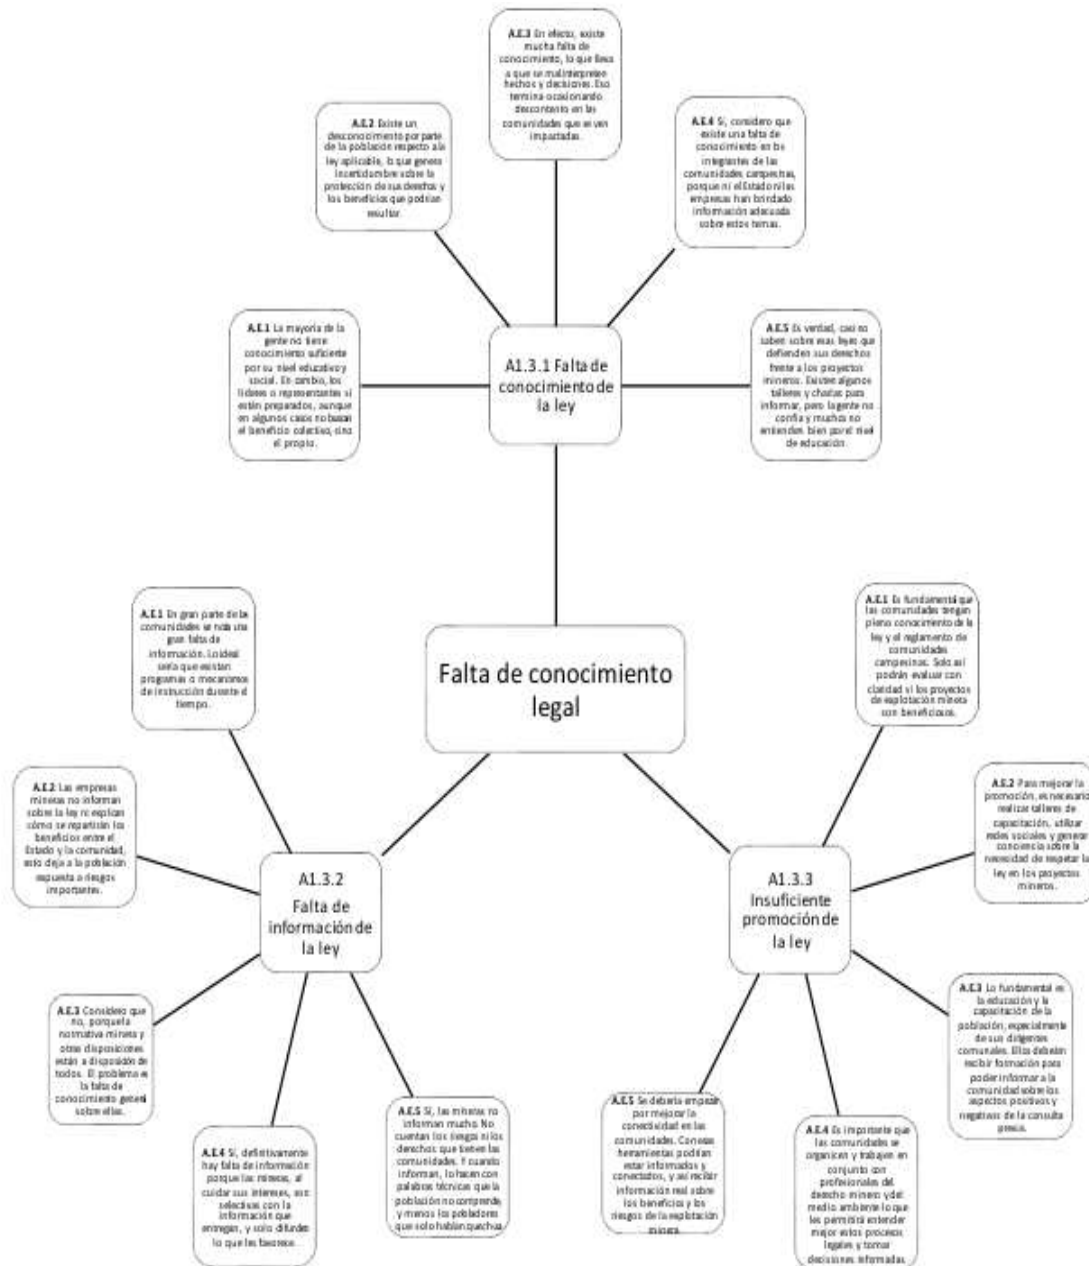 A.E.3 En efecto, existe
mucha falta de
conocimiento, lo que lleva
a que se malinterpreten
hechos y decisiones. Eso
termina ocasionando
descontento en las
comunidades que se ven
impactadas.
A.E.2 Existe un
desconocimiento por parte
de la población respecto a la
ley aplicable, lo que genera
incertidumbre sobre la
protección de sus derechos y
los beneficios que podrían
resultar.
A.E.4 Sí, considero que
existe una falta de
conocimiento en los
integrantes de las
comunidades campesinas,
porque ni el Estado ni las
empresas han brindado
información adecuada
sobre estos temas.
A.E.1 La mayoría de la
gente no tiene
conocimiento suficiente
por su nivel educativo y
social. En cambio, los
líderes o representantes sí
están preparados, aunque
en algunos casos no buscan
el beneficio colectivo, sino
el propio.
A1.3.1 Falta de
conocimiento de
la ley
A.E.5 Es verdad, casi no
saben sobre esas leyes que
defienden sus derechos
frente a los proyectos
mineros. Existen algunos
talleres y charlas para
informar, pero la gente no
confía y muchos no
entienden bien por el nivel
de educación.
Falta de conocimiento
legal
A.E.1 En gran parte de las
comunidades se nota una
gran falta de
información. Lo ideal
sería que existan
programas o mecanismos
de instrucción durante el
tiempo.
A.E.2 Las empresas
mineras no informan
sobre la ley ni explican
cómo se repartirán los
beneficios entre el
Estado y la comunidad,
esto deja a la población
expuesta a riesgos
importantes.
A1.3.2
Falta de
información de
la ley
A.E.3 Considero que
no, porque la
normativa minera y
otras disposiciones
están a disposición de
todos. El problema es
la falta de
conocimiento general
sobre ellas.
A.E.4 Sí, definitivamente
hay falta de información
porque las mineras, al
cuidar sus intereses, son
selectivas con la
información que
entregan, y solo difunden
lo que les favorece.
A.E.5 Sí, las mineras no
informan mucho. No
cuentan los riesgos ni los
derechos que tienen las
comunidades. Y cuando
informan, lo hacen con
palabras técnicas que la
población no comprende,
y menos los pobladores
que solo hablan quechua.
A.E.1 Es fundamental que
las comunidades tengan
pleno conocimiento de la
ley y el reglamento de
comunidades
campesinas. Solo así
podrán evaluar con
claridad si los proyectos
de explotación minera
son beneficiosos.
A.E.2 Para mejorar la
promoción, es necesario
realizar talleres de
capacitación, utilizar
redes sociales y generar
conciencia sobre la
necesidad de respetar la
ley en los proyectos
mineros.
A1.3.3
Insuficiente
promoción de
la ley
A.E.3 Lo fundamental es
la educación y la
capacitación de la
población, especialmente
de sus dirigentes
comunales. Ellos deberán
recibir formación para
poder informar a la
comunidad sobre los
aspectos positivos y
negativos de la consulta
previa.
A.E.5 Se debería empezar
por mejorar la
conectividad en las
comunidades. Con esas
herramientas podrían
estar informados y
conectados, y así recibir
información real sobre
los beneficios y los
riesgos de la explotación
minera.
A.E.4 Es importante que
las comunidades se
organicen y trabajen en
conjunto con
profesionales del
derecho minero y del
medio ambiente lo que
les permitirá entender
mejor estos procesos
legales y tomar
decisiones informadas.